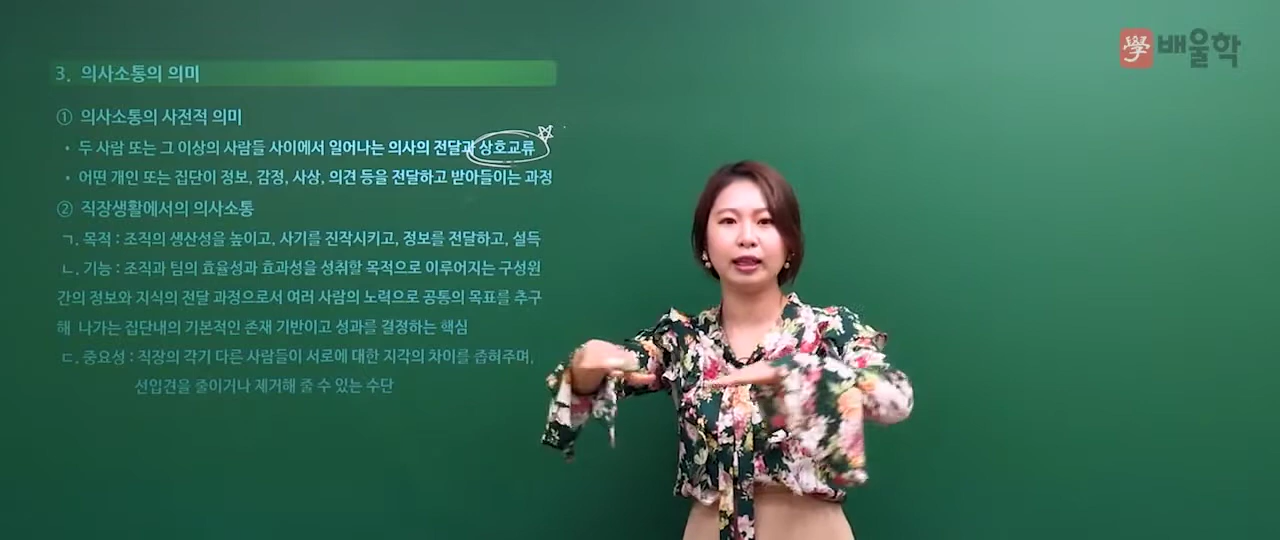 學 배울학
3. 의사소통의 의미
① 의사소통의 사전적 의미
• 두 사람 또는 그 이상의 사람들 사이에서 일어나는 의사의 전달과 상호교류
• 어떤 개인 또는 집단이 정보, 감정, 사상, 의견 등을 전달하고 받아들이는 과정
② 직장생활에서의 의사소통
ㄱ. 목적 : 조직의 생산성을 높이고, 사기를 진작시키고, 정보를 전달하고, 설득
ㄴ. 기능 : 조직과 팀의 효율성과 효과성을 성취할 목적으로 이루어지는 구성원
간의 정보와 지식의 전달 과정으로서 여러 사람의 노력으로 공통의 목표를 추구
해 나가는 집단내의 기본적인 존재 기반이고 성과를 결정하는 핵심
ㄷ. 중요성 : 직장의 각기 다른 사람들이 서로에 대한 지각의 차이를 좁혀주며,
선입견을 줄이거나 제거해 줄 수 있는 수단